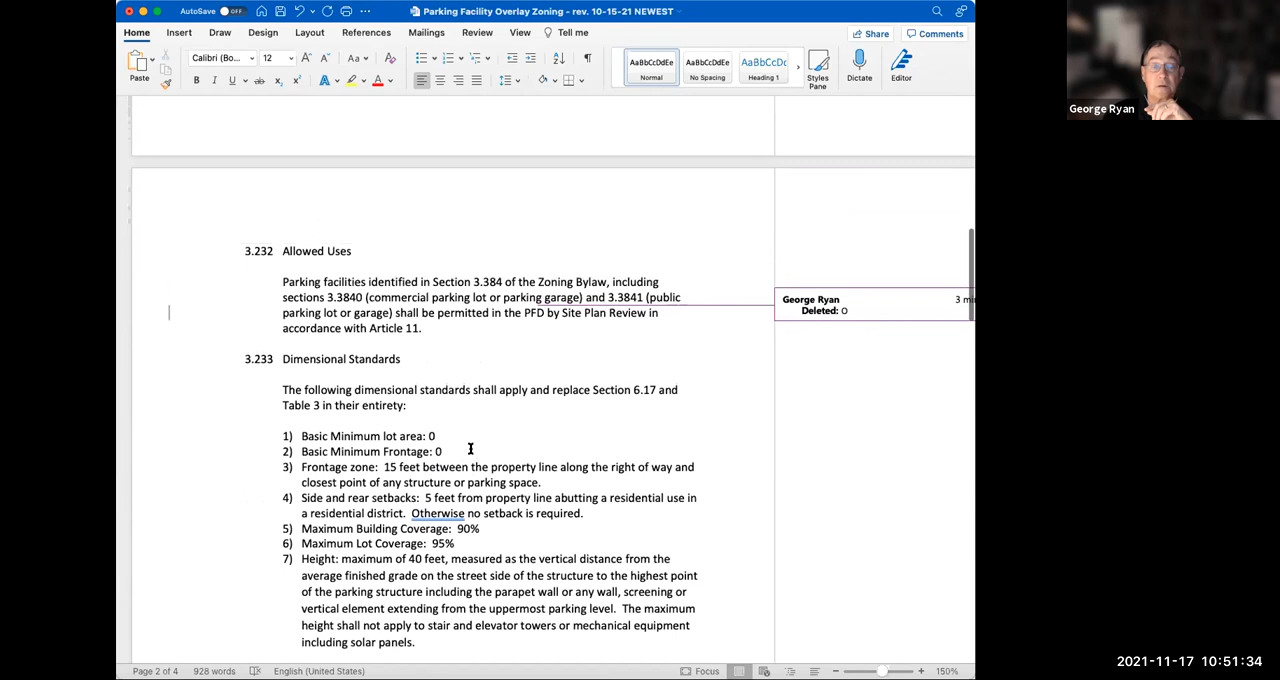 AutoSave OFF Parking Facility Overlay Zoning - rev. 10-15-21 NEWEST
Home Insert Draw Design Layout References Mailings Review View Tell me Share Comments
Paste Calibri (Bo... 12 Aa AaBbCcDdEe AaBbCcDdEe AaBbCcDc
B I U ab x2 x2 A A Normal No Spacing Heading 1 Styles Pane Dictate Editor
George Ryan
3.232 Allowed Uses
Parking facilities identified in Section 3.384 of the Zoning Bylaw, including
sections 3.3840 (commercial parking lot or parking garage) and 3.3841 (public
parking lot or garage) shall be permitted in the PFD by Site Plan Review in
accordance with Article 11.
George Ryan 3 mi
Deleted: O
3.233 Dimensional Standards
The following dimensional standards shall apply and replace Section 6.17 and
Table 3 in their entirety:
1) Basic Minimum lot area: 0
2) Basic Minimum Frontage: 0
3) Frontage zone: 15 feet between the property line along the right of way and
closest point of any structure or parking space.
4) Side and rear setbacks: 5 feet from property line abutting a residential use in
a residential district. Otherwise no setback is required.
5) Maximum Building Coverage: 90%
6) Maximum Lot Coverage: 95%
7) Height: maximum of 40 feet, measured as the vertical distance from the
average finished grade on the street side of the structure to the highest point
of the parking structure including the parapet wall or any wall, screening or
vertical element extending from the uppermost parking level. The maximum
height shall not apply to stair and elevator towers or mechanical equipment
including solar panels.
Page 2 of 4 928 words English (United States) Focus 150%
2021-11-17 10:51:34